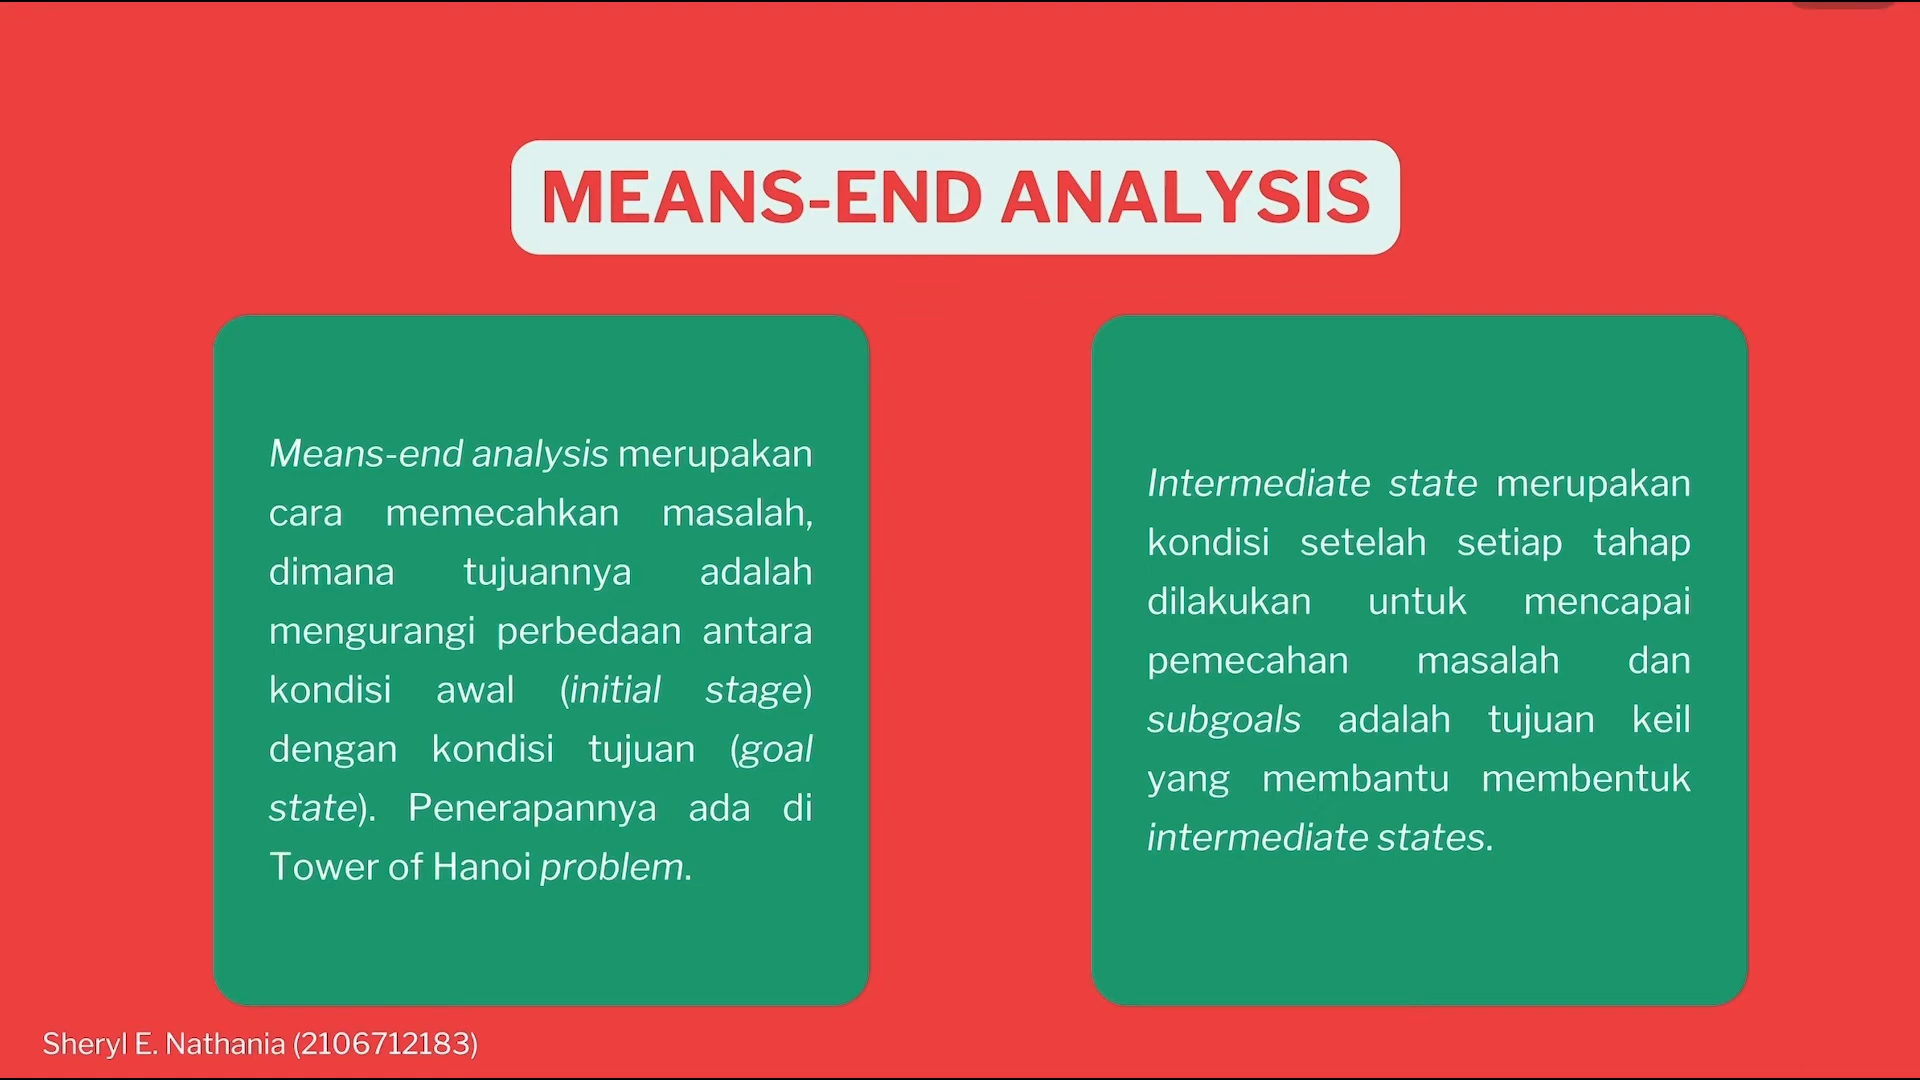 MEANS-END ANALYSIS
Means-end analysis merupakan
cara memecahkan masalah,
dimana tujuannya adalah
mengurangi perbedaan antara
kondisi awal (initial stage)
dengan kondisi tujuan (goal
state). Penerapannya ada di
Tower of Hanoi problem.
Intermediate state merupakan
kondisi setelah setiap tahap
dilakukan untuk mencapai
pemecahan masalah dan
subgoals adalah tujuan keil
yang membantu membentuk
intermediate states.
Sheryl E. Nathania (2106712183)